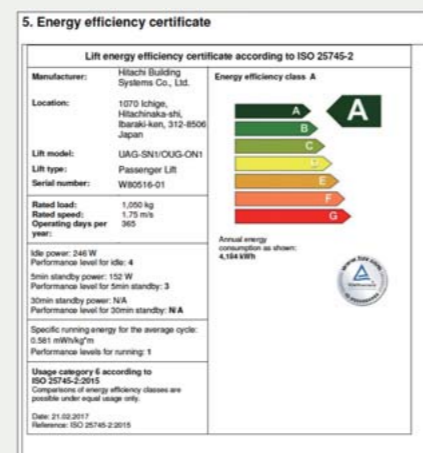 5. Energy efficiency certificate
Lift energy efficiency certificate according to ISO 25745-2
Manufacturer: Hitachi Building
Systems Co., Ltd.
Location: 1070 Ichige,
Hitachinaka-shi,
Ibaraki-ken, 312-8506
Japan
Lift model: UAG-SN1/OUG-ON1
Lift type: Passenger Lift
Serial number: W80516-01
Rated load: 1,050 kg
Rated speed: 1.75 m/s
Operating days per 365
year:
Idle power: 246 W
Performance level for idle: 4
5min standby power: 152 W
Performance level for 5min standby: 3
30min standby power: N/A
Performance level for 30min standby: N/A
Specific running energy for the average cycle:
0.561 mWh/kg*m
Performance levels for running: 1
Usage category 6 according to
ISO 25745-2:2015
Comparisons of energy efficiency classes are
possible under equal usage only.
Date: 21.02.2017
Reference: ISO 25745-2:2015
Energy efficiency class A
A
A
B
C
D
E
F
G
Annual energy
consumption as shown:
4,184 kWh